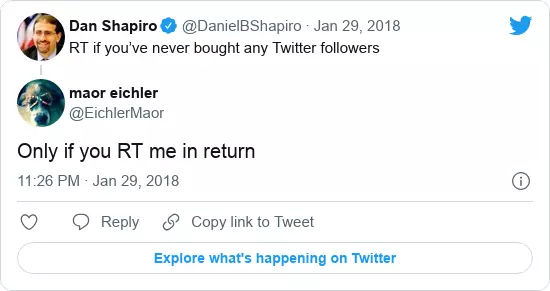 Dan Shapiro @DanielBShapiro · Jan 29, 2018
RT if you’ve never bought any Twitter followers
maor eichler
@EichlerMaor
Only if you RT me in return
11:26 PM · Jan 29, 2018
Reply Copy link to Tweet
Explore what's happening on Twitter